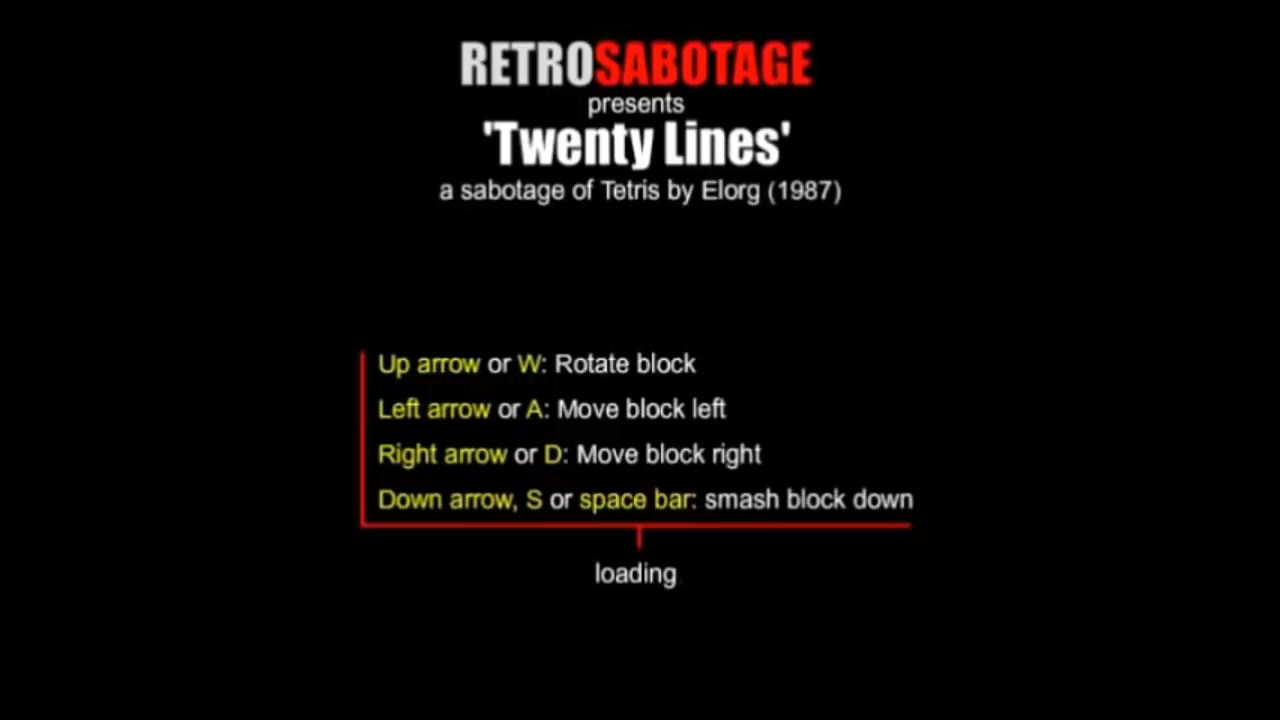 RETROSABOTAGE
presents
'Twenty Lines'
a sabotage of Tetris by Elorg (1987)
Up arrow or W: Rotate block
Left arrow or A: Move block left
Right arrow or D: Move block right
Down arrow, S or space bar: smash block down
loading